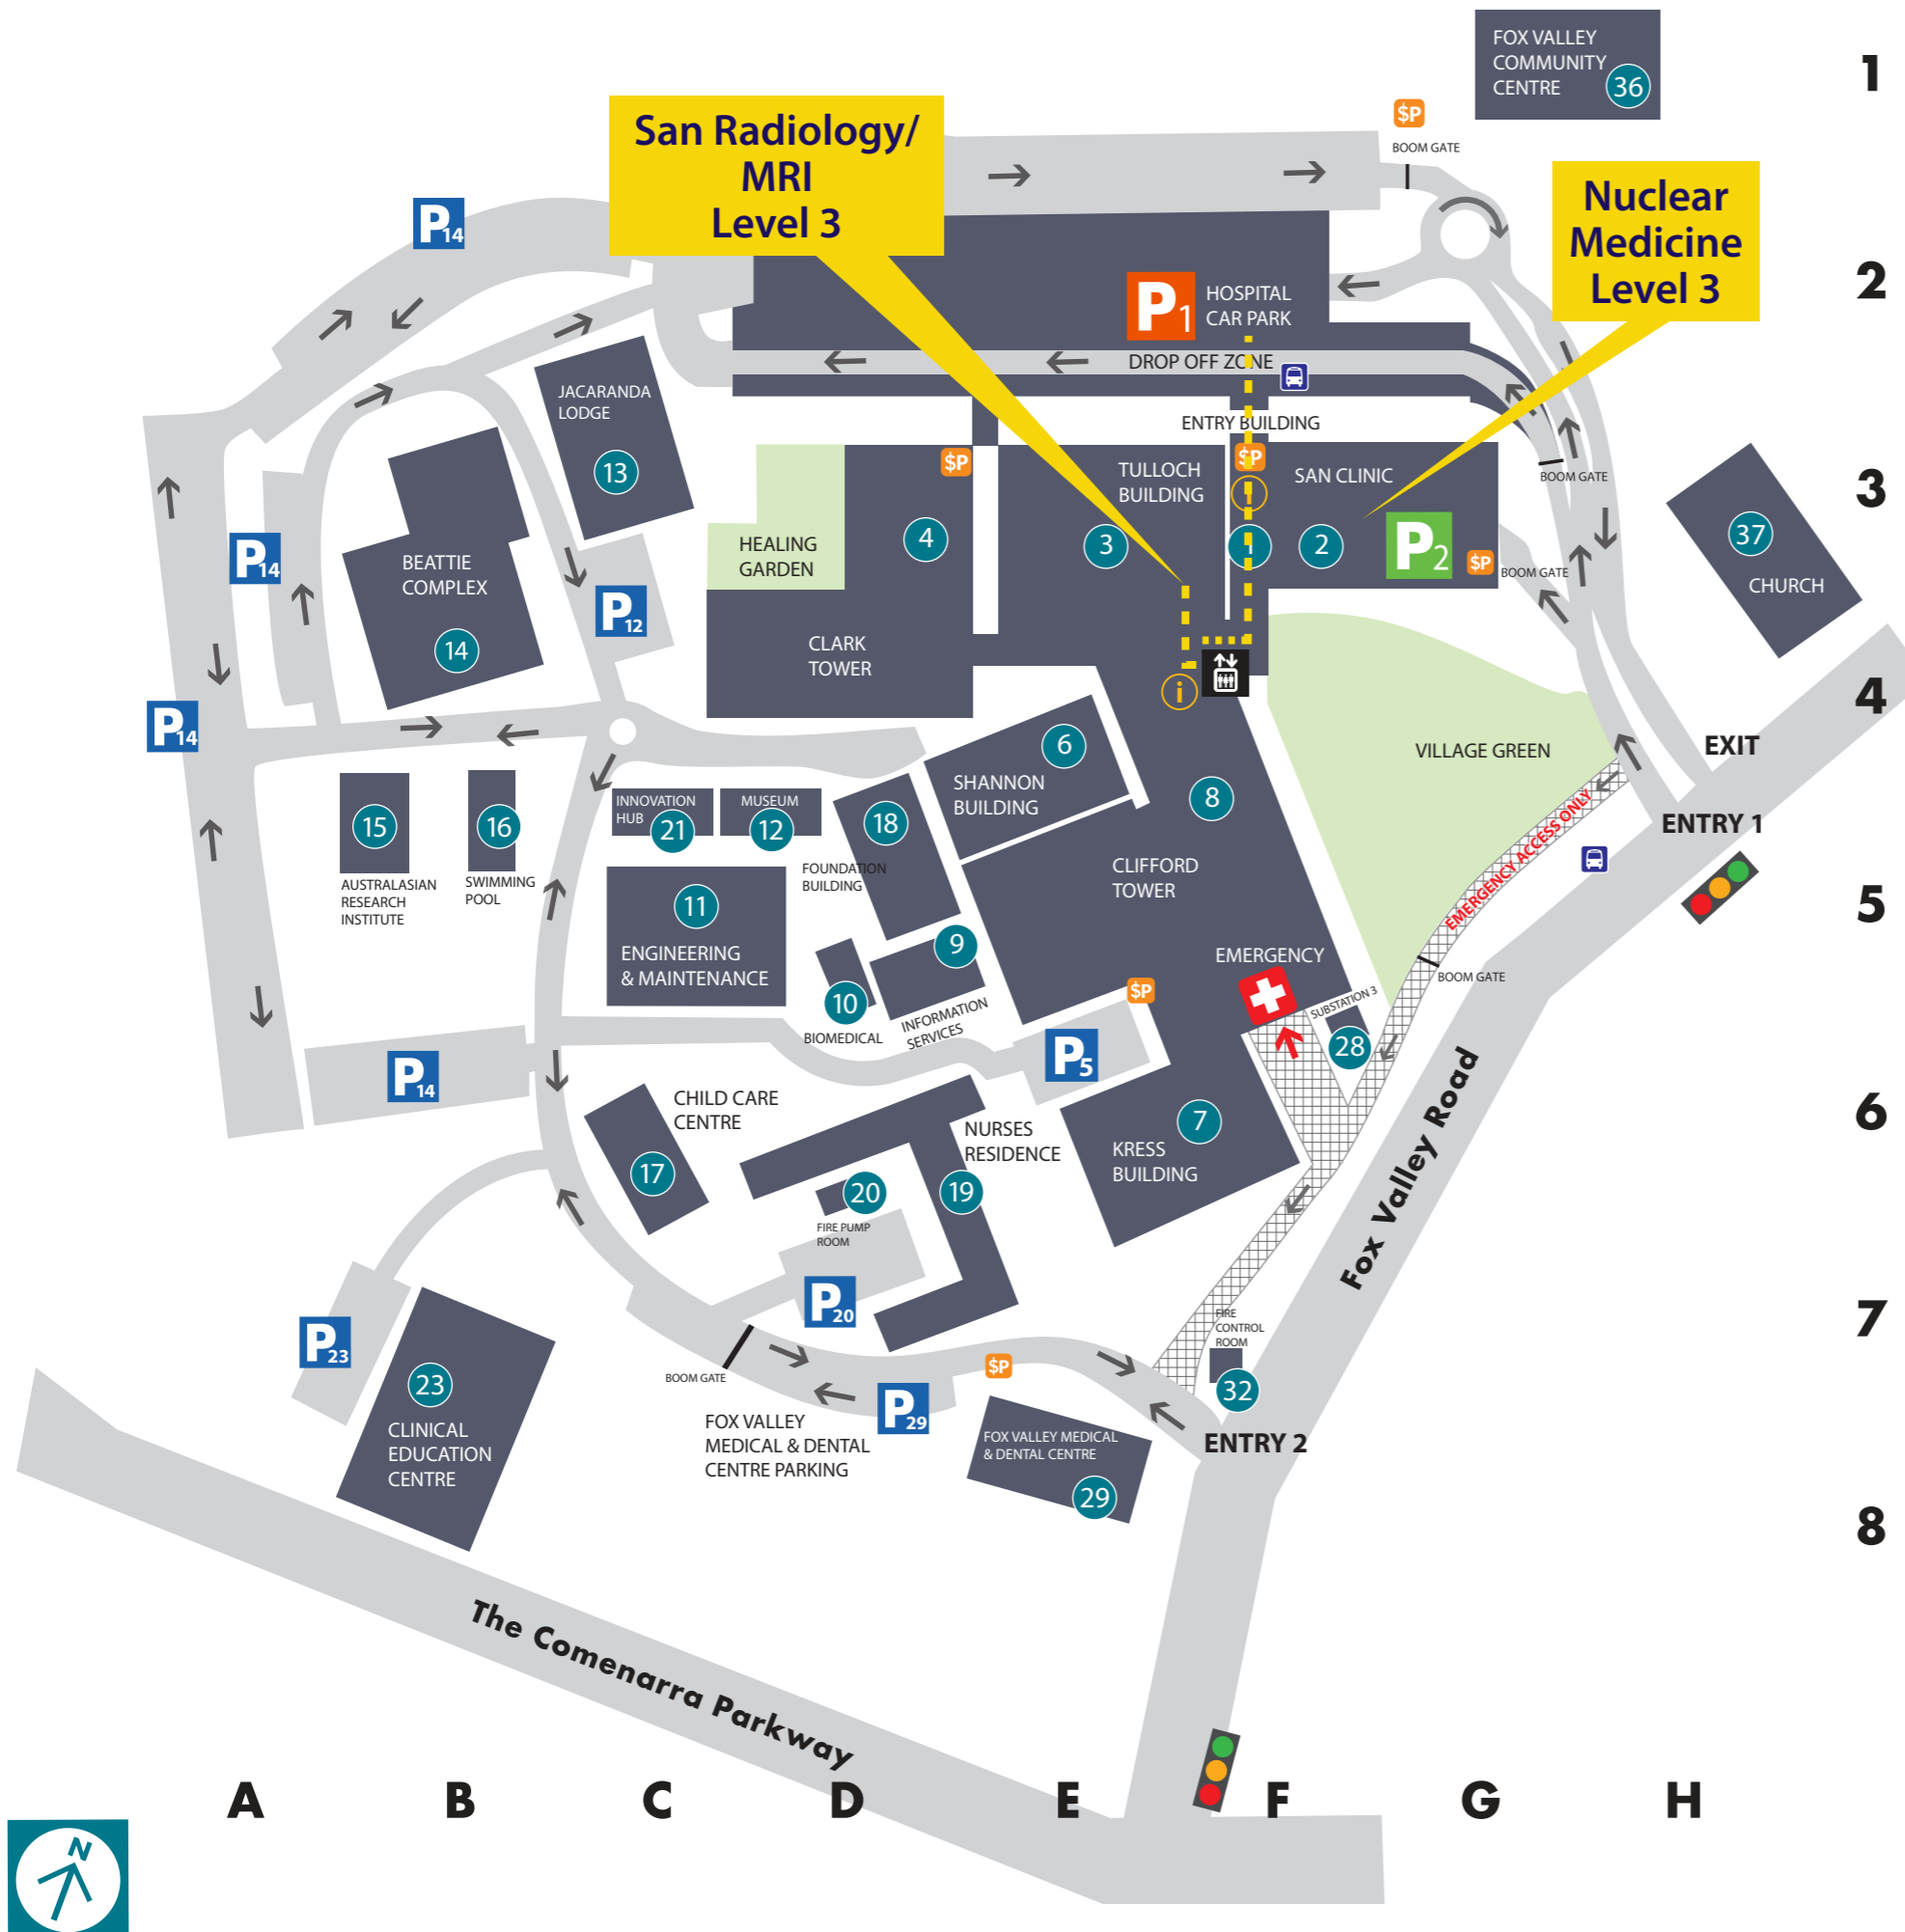 FOX VALLEY
COMMUNITY
CENTRE
36
1
$P
BOOM GATE
San Radiology/
MRI
Level 3
Nuclear
Medicine
Level 3
P14
P1
HOSPITAL
CAR PARK
2
DROP OFF ZONE
JACARANDA
LODGE
13
ENTRY BUILDING
$P
$P
TULLOCH
BUILDING
SAN CLINIC
BOOM GATE
3
i
4
3
1
2
P2
$P
BOOM GATE
37
CHURCH
HEALING
GARDEN
P14
BEATTIE
COMPLEX
14
P12
CLARK
TOWER
i
4
P14
6
SHANNON
BUILDING
VILLAGE GREEN
EXIT
ENTRY 1
EMERGENCY ACCESS ONLY
15
AUSTRALASIAN
RESEARCH
INSTITUTE
16
SWIMMING
POOL
INNOVATION
HUB
21
MUSEUM
12
18
FOUNDATION
BUILDING
8
CLIFFORD
TOWER
5
11
ENGINEERING
& MAINTENANCE
9
INFORMATION
SERVICES
10
BIOMEDICAL
EMERGENCY
$P
SUBSTATION 3
28
BOOM GATE
P5
P14
CHILD CARE
CENTRE
17
NURSES
RESIDENCE
19
7
KRESS
BUILDING
6
20
FIRE PUMP
ROOM
Fox Valley Road
P20
P23
FIRE
CONTROL
ROOM
32
7
BOOM GATE
$P
23
CLINICAL
EDUCATION
CENTRE
P29
FOX VALLEY
MEDICAL & DENTAL
CENTRE PARKING
FOX VALLEY MEDICAL
& DENTAL CENTRE
29
ENTRY 2
8
The Comenarra Parkway
A B C D E F G H
N